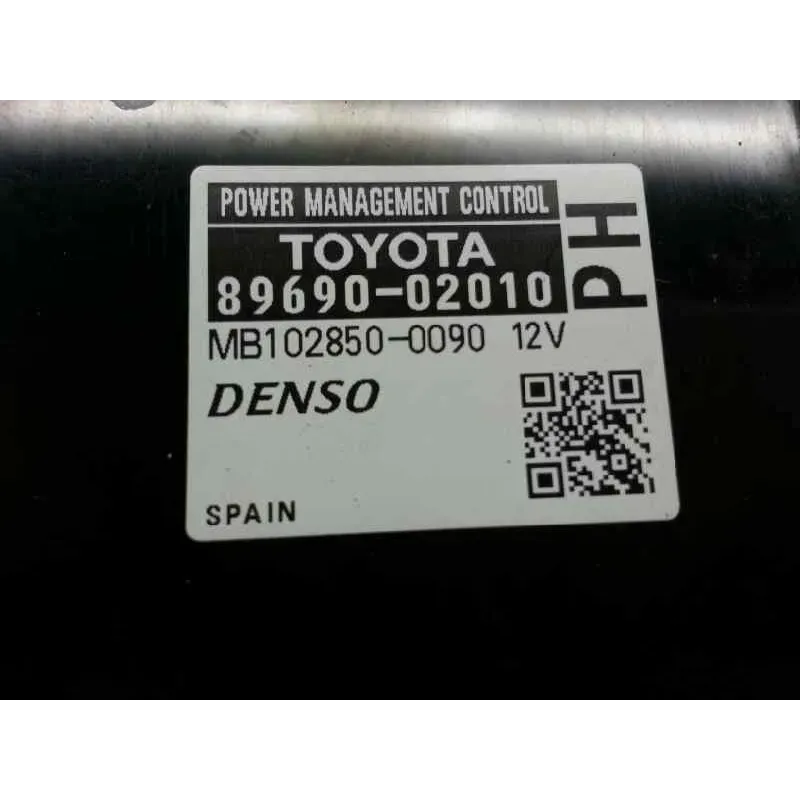 POWER MANAGEMENT CONTROL
TOYOTA
89690-02010
PH
MB102850-0090 12V
DENSO
SPAIN